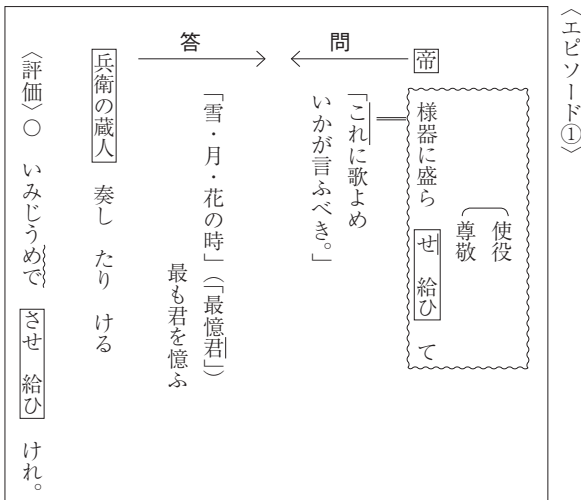 〈エピソード①〉
使役
尊敬
帝　様器に盛ら　せ　給ひ　て
問
「これに歌よめ
いかが言ふべき。」
答
「雪・月・花の時」（「最憶君」）
最も君を憶ふ
兵衛の蔵人　奏し　たり　ける
〈評価〉○　いみじうめで　させ　給ひ　けれ。